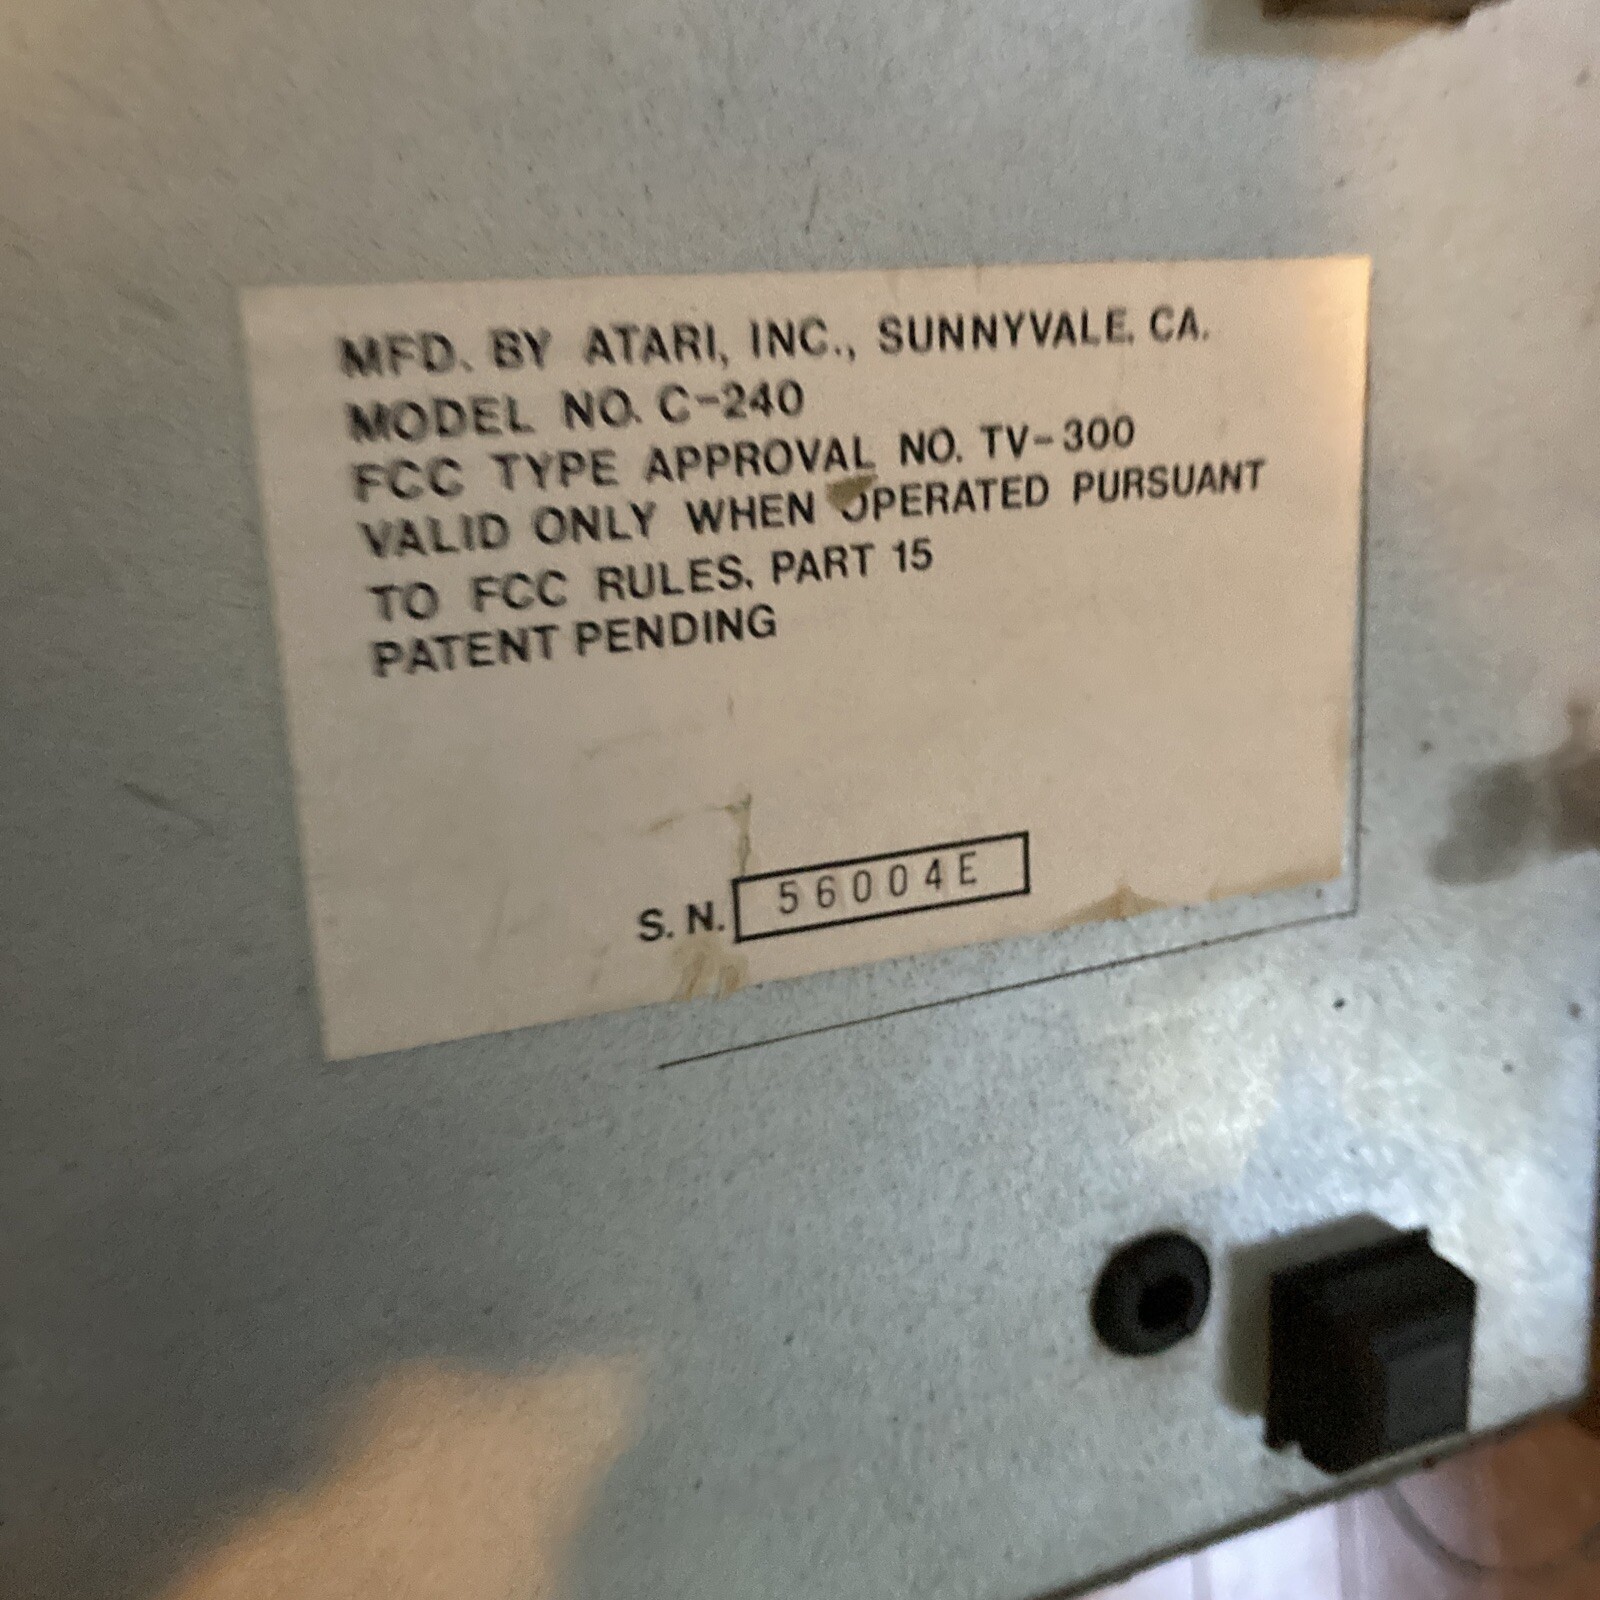 MFD. BY ATARI, INC., SUNNYVALE, CA.
MODEL NO. C-240
FCC TYPE APPROVAL NO. TV-300
VALID ONLY WHEN OPERATED PURSUANT
TO FCC RULES, PART 15
PATENT PENDING
S. N. 56004E